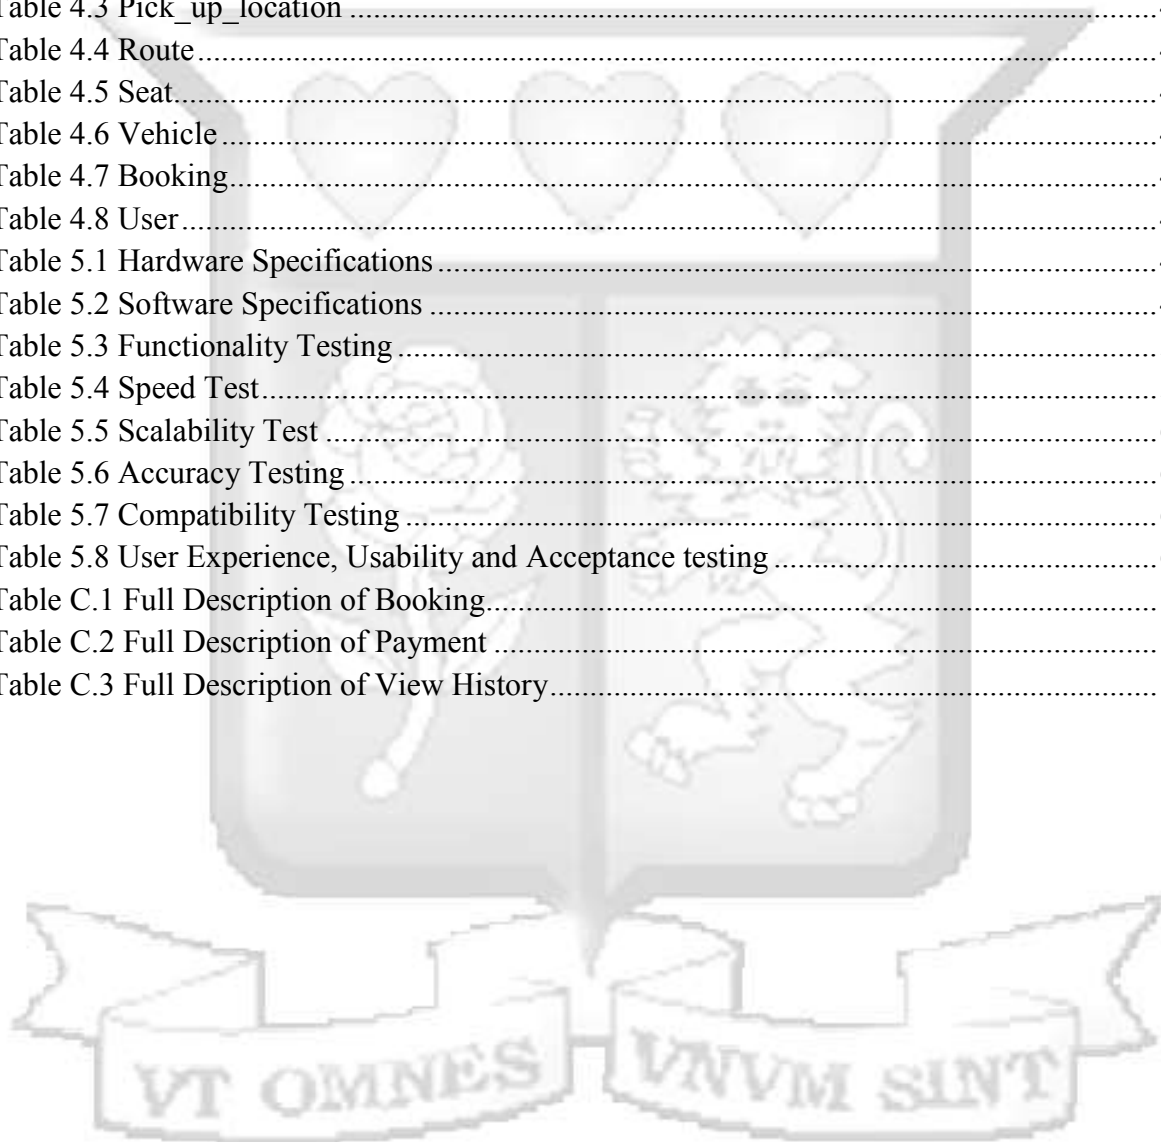 Table 4.3 Pick_up_location
Table 4.4 Route
Table 4.5 Seat
Table 4.6 Vehicle
Table 4.7 Booking
Table 4.8 User
Table 5.1 Hardware Specifications
Table 5.2 Software Specifications
Table 5.3 Functionality Testing
Table 5.4 Speed Test
Table 5.5 Scalability Test
Table 5.6 Accuracy Testing
Table 5.7 Compatibility Testing
Table 5.8 User Experience, Usability and Acceptance testing
Table C.1 Full Description of Booking
Table C.2 Full Description of Payment
Table C.3 Full Description of View History
VT OMNES VNVM SINT